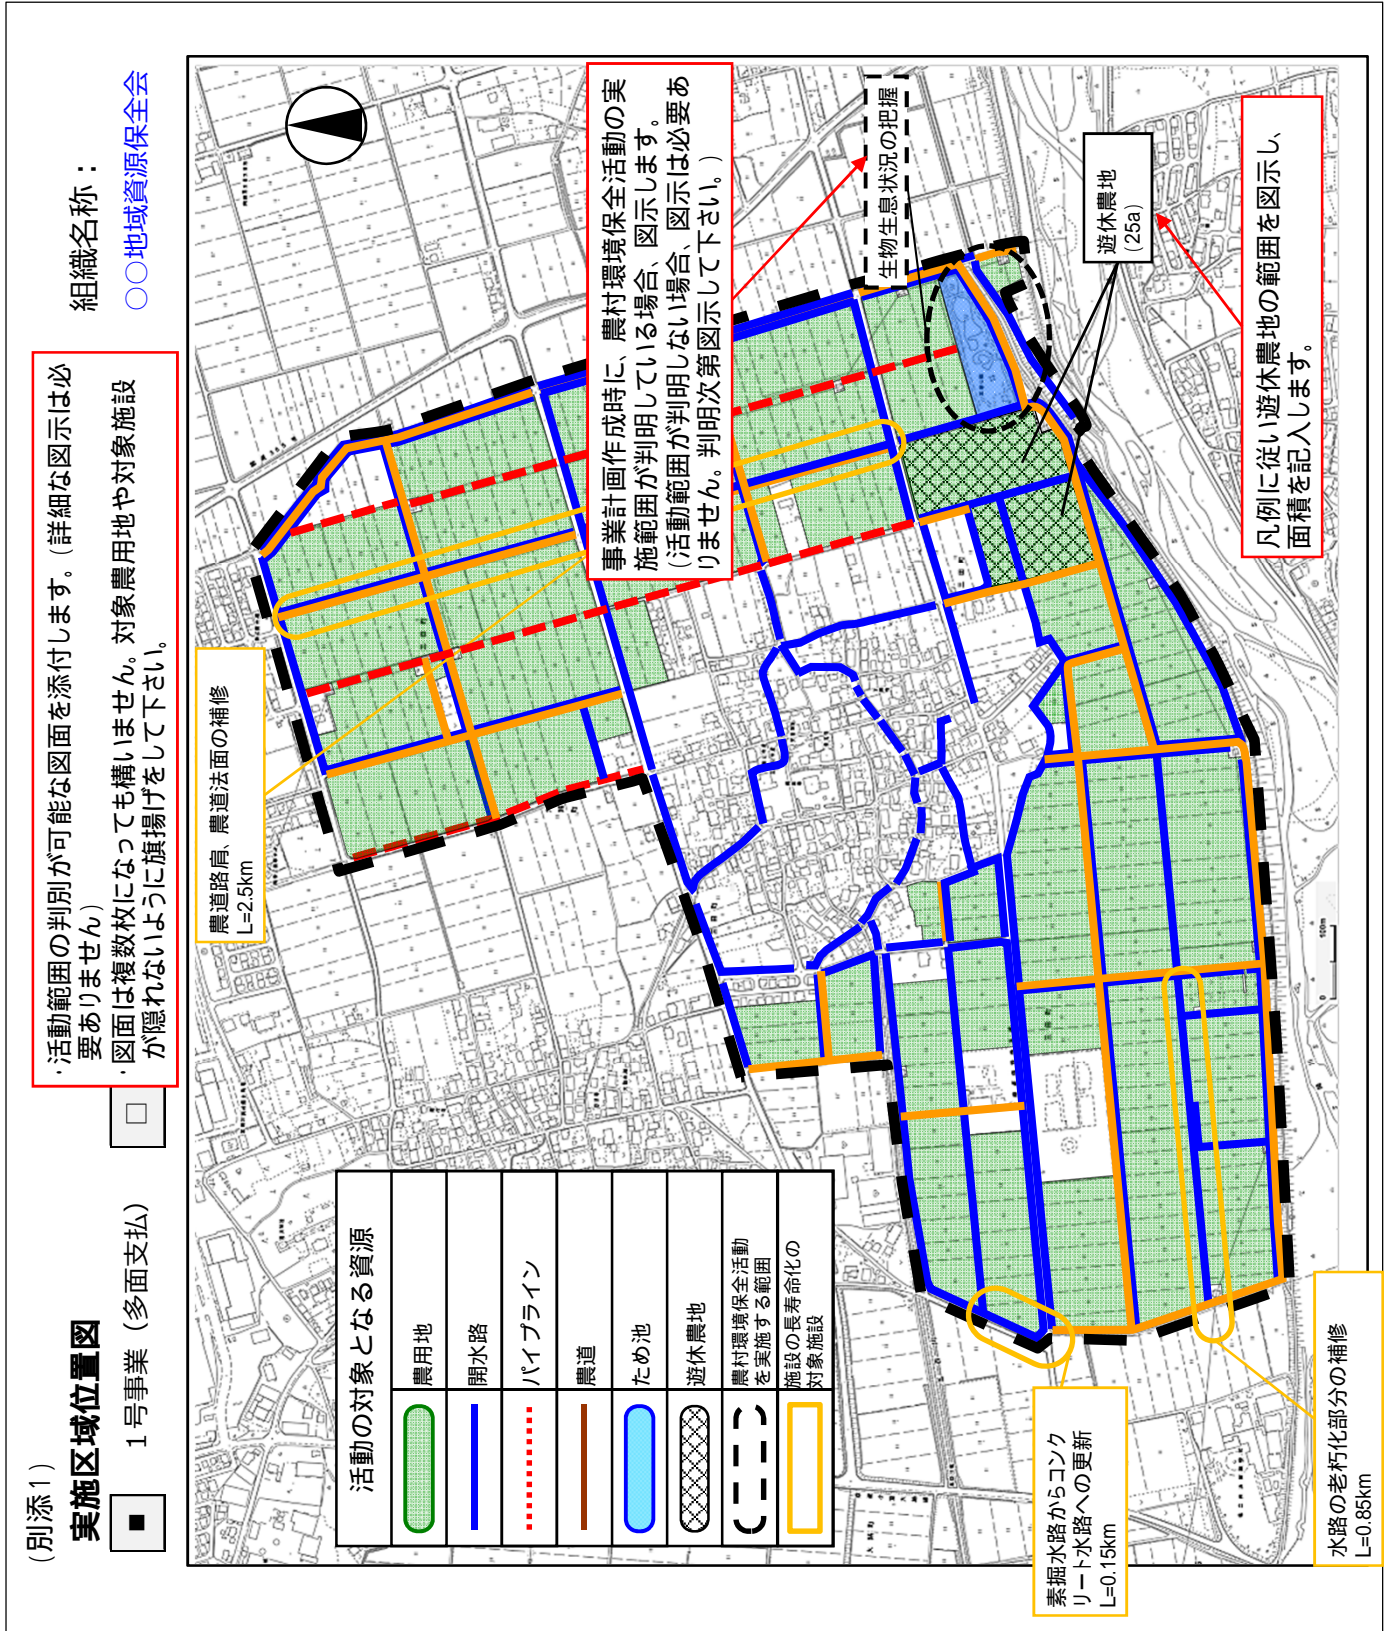 (別添１)
実施区域位置図
■
１号事業（多面支払）
□
・活動範囲の判別が可能な図面を添付します。(詳細な図示は必
要ありません)
・図面は複数枚になっても構いません。対象農用地や対象施設
が隠れないように旗揚げをして下さい。
組織名称：
○○地域資源保全会
農道路肩、農道法面の補修
L=2.5km
事業計画作成時に、農村環境保全活動の実
施範囲が判明している場合、図示します。
(活動範囲が判明しない場合、図示は必要あ
りません。判明次第図示して下さい。)
生物生息状況の把握
遊休農地
(25a)
凡例に従い遊休農地の範囲を図示し、
面積を記入します。
活動の対象となる資源
農用地
開水路
パイプライン
農道
ため池
遊休農地
農村環境保全活動
を実施する範囲
施設の長寿命化の
対象施設
素掘水路からコンク
リート水路への更新
L=0.15km
水路の老朽化部分の補修
L=0.85km
0 100m